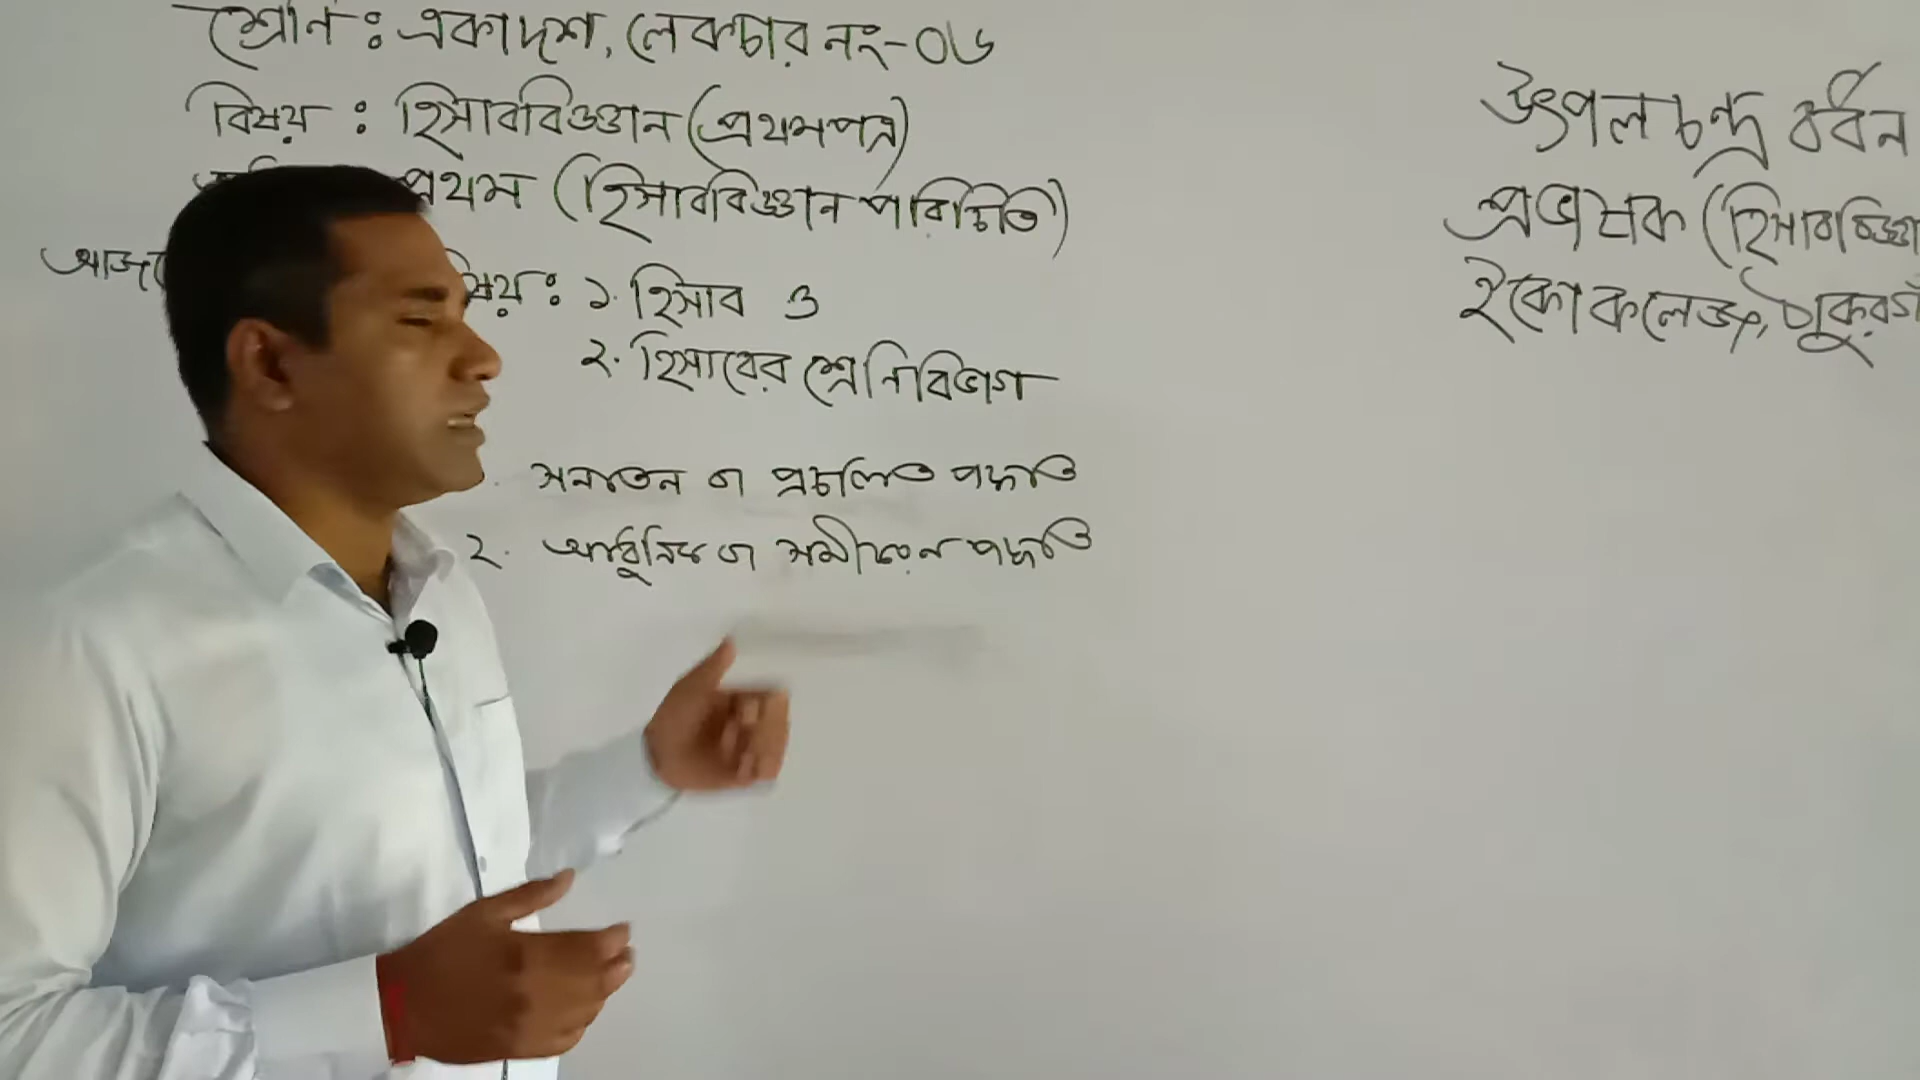 শ্রেণি : একাদশ, লেকচার নং-০৬
বিষয় : হিসাববিজ্ঞান (প্রথমপত্র)
প্রথম (হিসাববিজ্ঞান পরিচিতি)
ষয় : ১. হিসাব ও
২. হিসাবের শ্রেণিবিভাগ
সনাতন বা প্রচলিত পদ্ধতি
২. আধুনিক বা সমীকরণ পদ্ধতি
উৎপল চন্দ্র বর্বন
প্রভাষক (হিসাববিজ্ঞা
ইকো কলেজ, ঠাকুরগাঁ